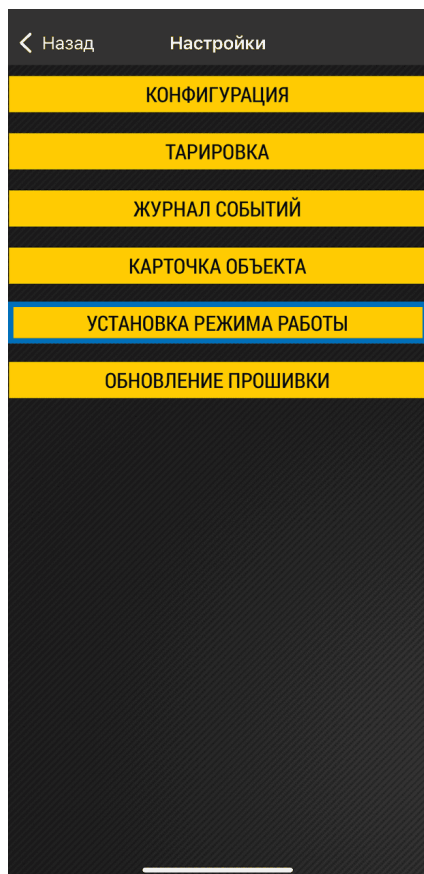 Назад
Настройки
КОНФИГУРАЦИЯ
ТАРИРОВКА
ЖУРНАЛ СОБЫТИЙ
КАРТОЧКА ОБЪЕКТА
УСТАНОВКА РЕЖИМА РАБОТЫ
ОБНОВЛЕНИЕ ПРОШИВКИ